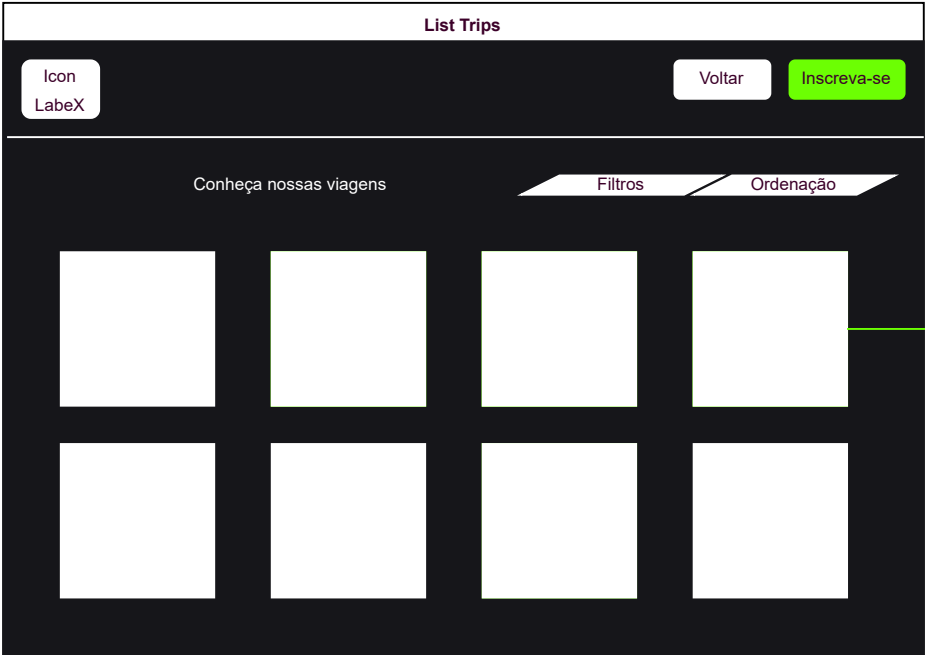 List Trips
Icon
LabeX
Voltar
Inscreva-se
Conheça nossas viagens
Filtros
Ordenação